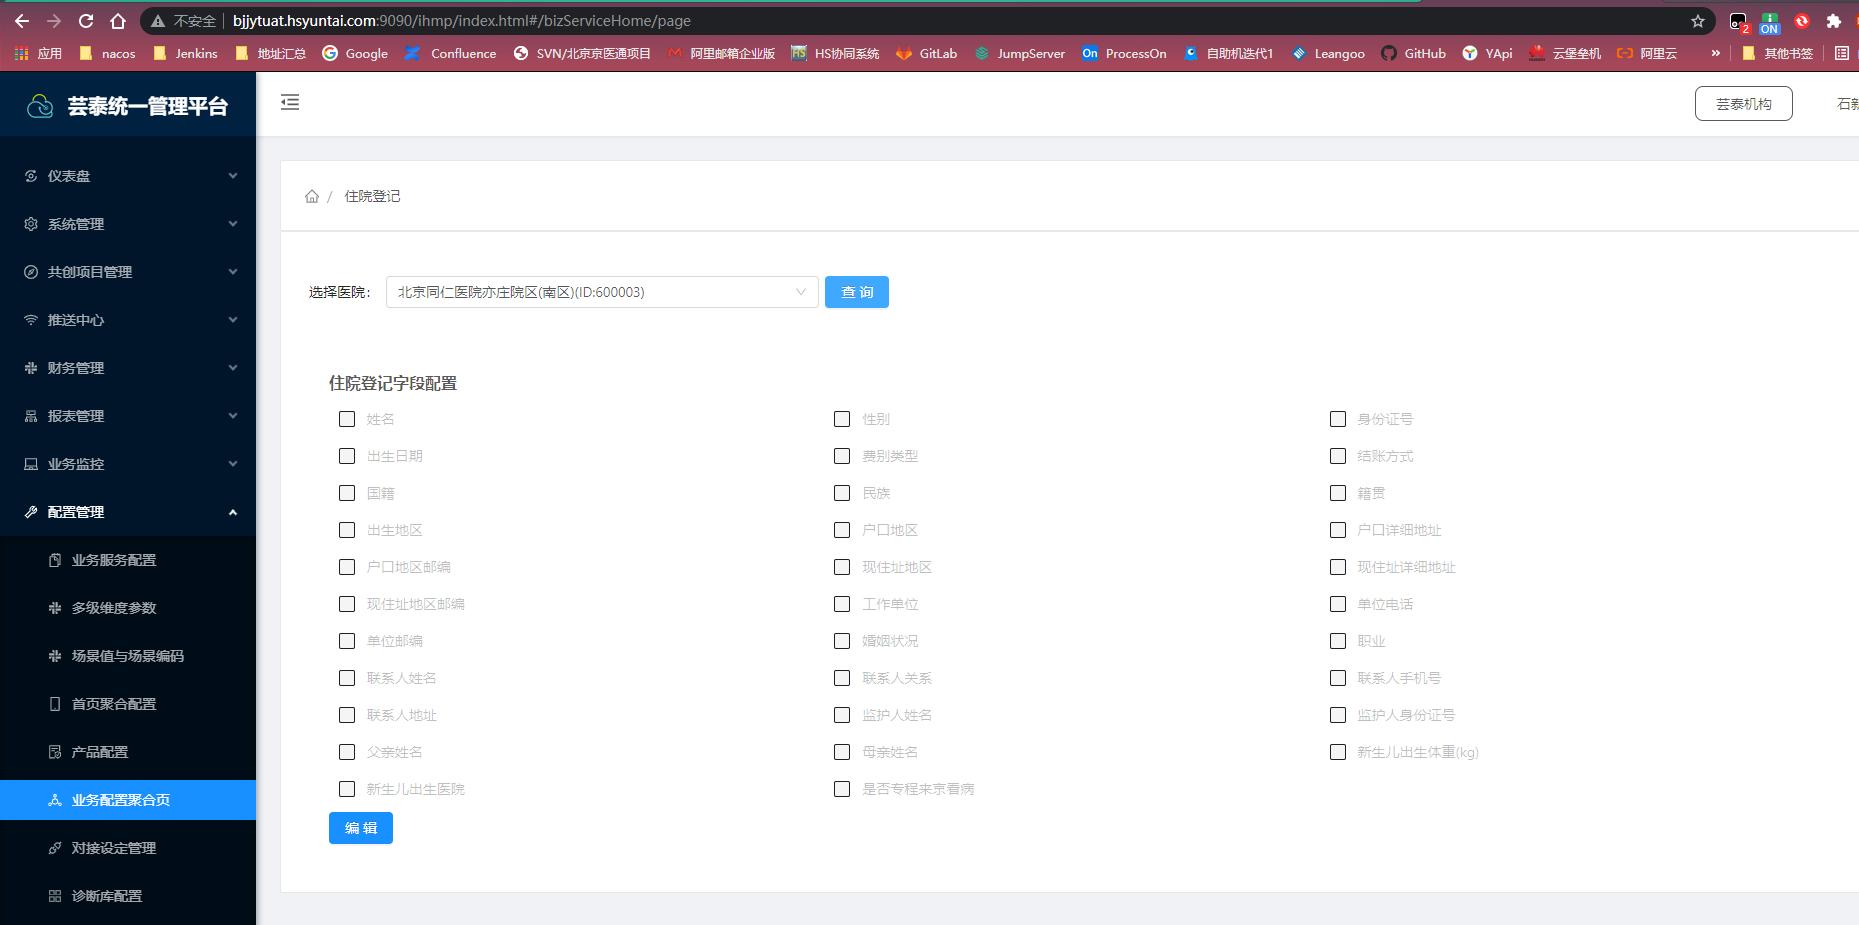 不安全 bjjytuat.hsyuntai.com:9090/ihmp/index.html#/bizServiceHome/page
2 ON
应用 nacos Jenkins 地址汇总 Google Confluence SVN/北京京医通项目 阿里邮箱企业版 HS协同系统 GitLab JumpServer On ProcessOn 自助机迭代1 Leangoo GitHub YApi 云堡垒机 阿里云 » 其他书签
芸泰统一管理平台
芸泰机构
仪表盘
系统管理
共创项目管理
推送中心
财务管理
报表管理
业务监控
配置管理
业务服务配置
多级维度参数
场景值与场景编码
首页聚合配置
产品配置
业务配置聚合页
对接设定管理
诊断库配置
/ 住院登记
选择医院: 北京同仁医院亦庄院区(南区)(ID:600003) 查 询
住院登记字段配置
姓名 性别 身份证号
出生日期 费别类型 结账方式
国籍 民族 籍贯
出生地区 户口地区 户口详细地址
户口地区邮编 现住址地区 现住址详细地址
现住址地区邮编 工作单位 单位电话
单位邮编 婚姻状况 职业
联系人姓名 联系人关系 联系人手机号
联系人地址 监护人姓名 监护人身份证号
父亲姓名 母亲姓名 新生儿出生体重(kg)
新生儿出生医院 是否专程来京看病
编 辑